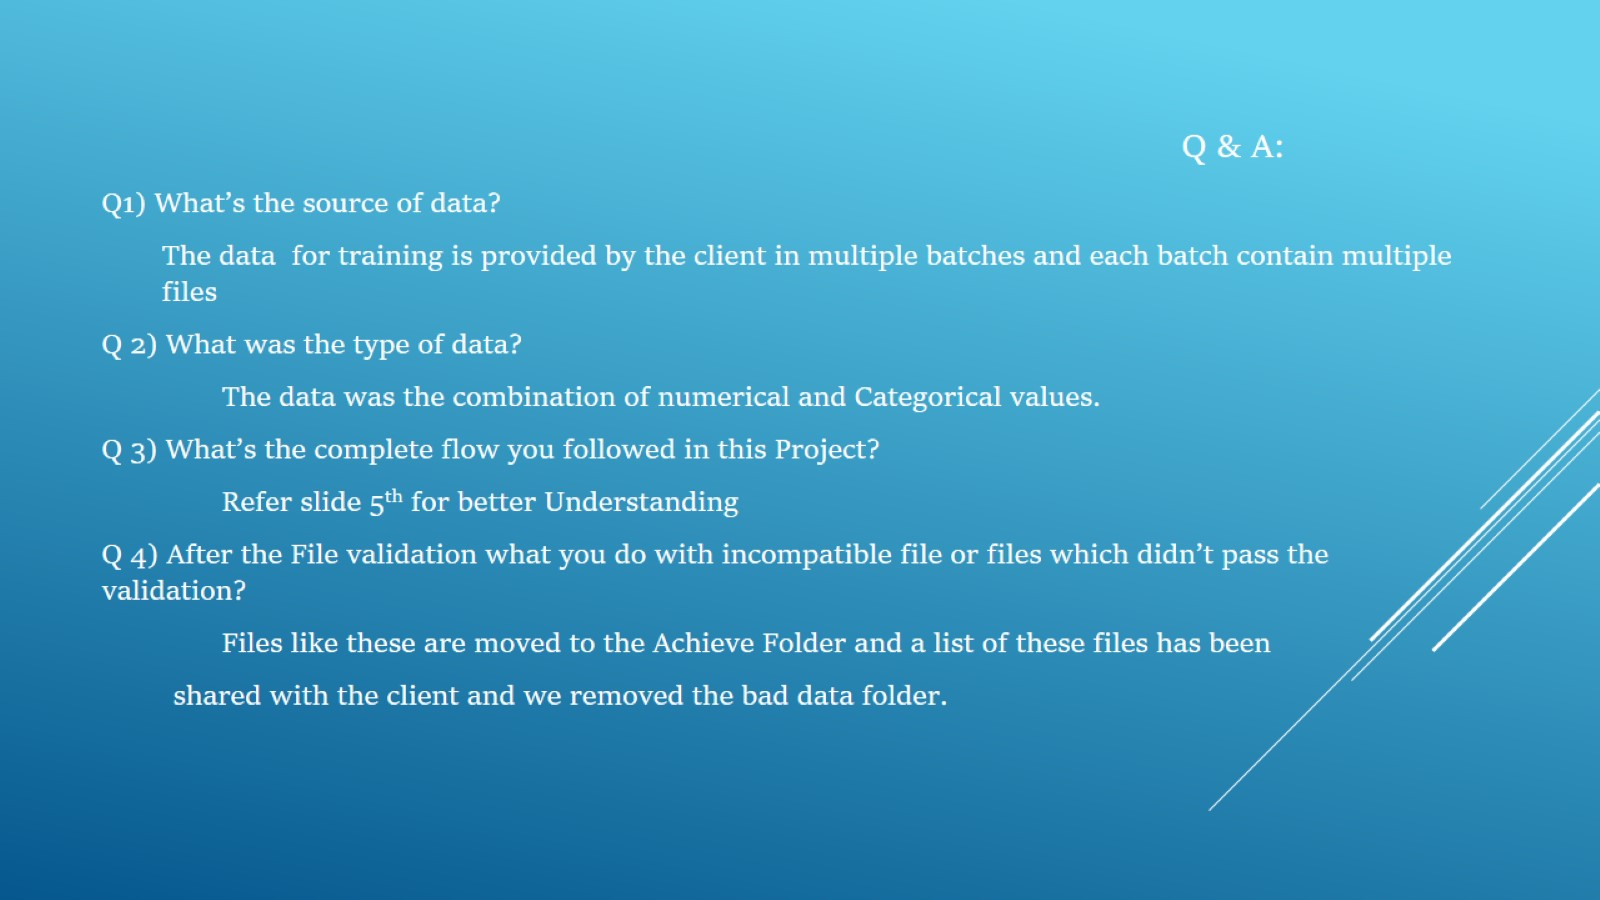 Q & A:
Q1) What’s the source of data?
The data  for training is provided by the client in multiple batches and each batch contain multiple
files
Q 2) What was the type of data?
The data was the combination of numerical and Categorical values.
Q 3) What’s the complete flow you followed in this Project?
Refer slide 5th for better Understanding
Q 4) After the File validation what you do with incompatible file or files which didn’t pass the
validation?
Files like these are moved to the Achieve Folder and a list of these files has been
shared with the client and we removed the bad data folder.